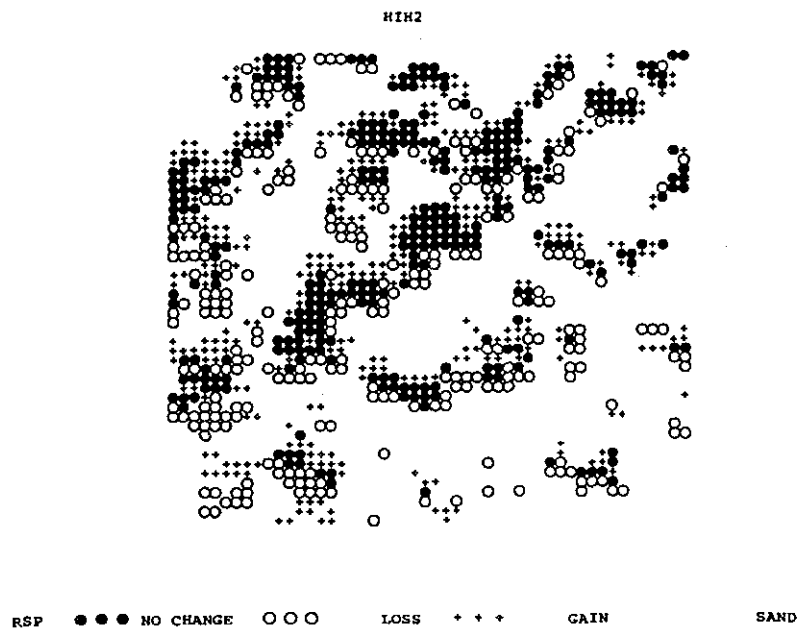 HIH2
RSP ● ● ● NO CHANGE ○ ○ ○ LOSS + + + GAIN SAND